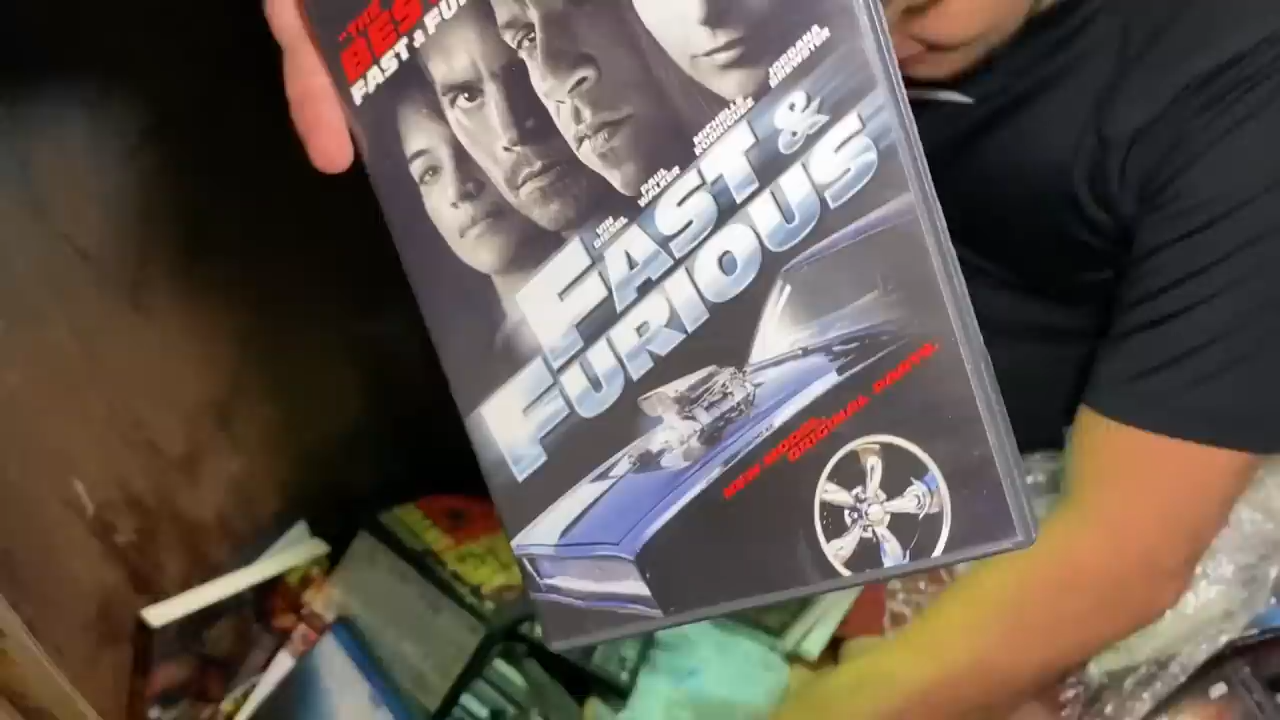 "THE
BEST
FAST & FU
VIN
DIESEL
PAUL
WALKER
MICHELLE
RODRIGUEZ
JORDANA
BREWSTER
FAST &
FURIOUS
NEW MODEL.
ORIGINAL PARTS.